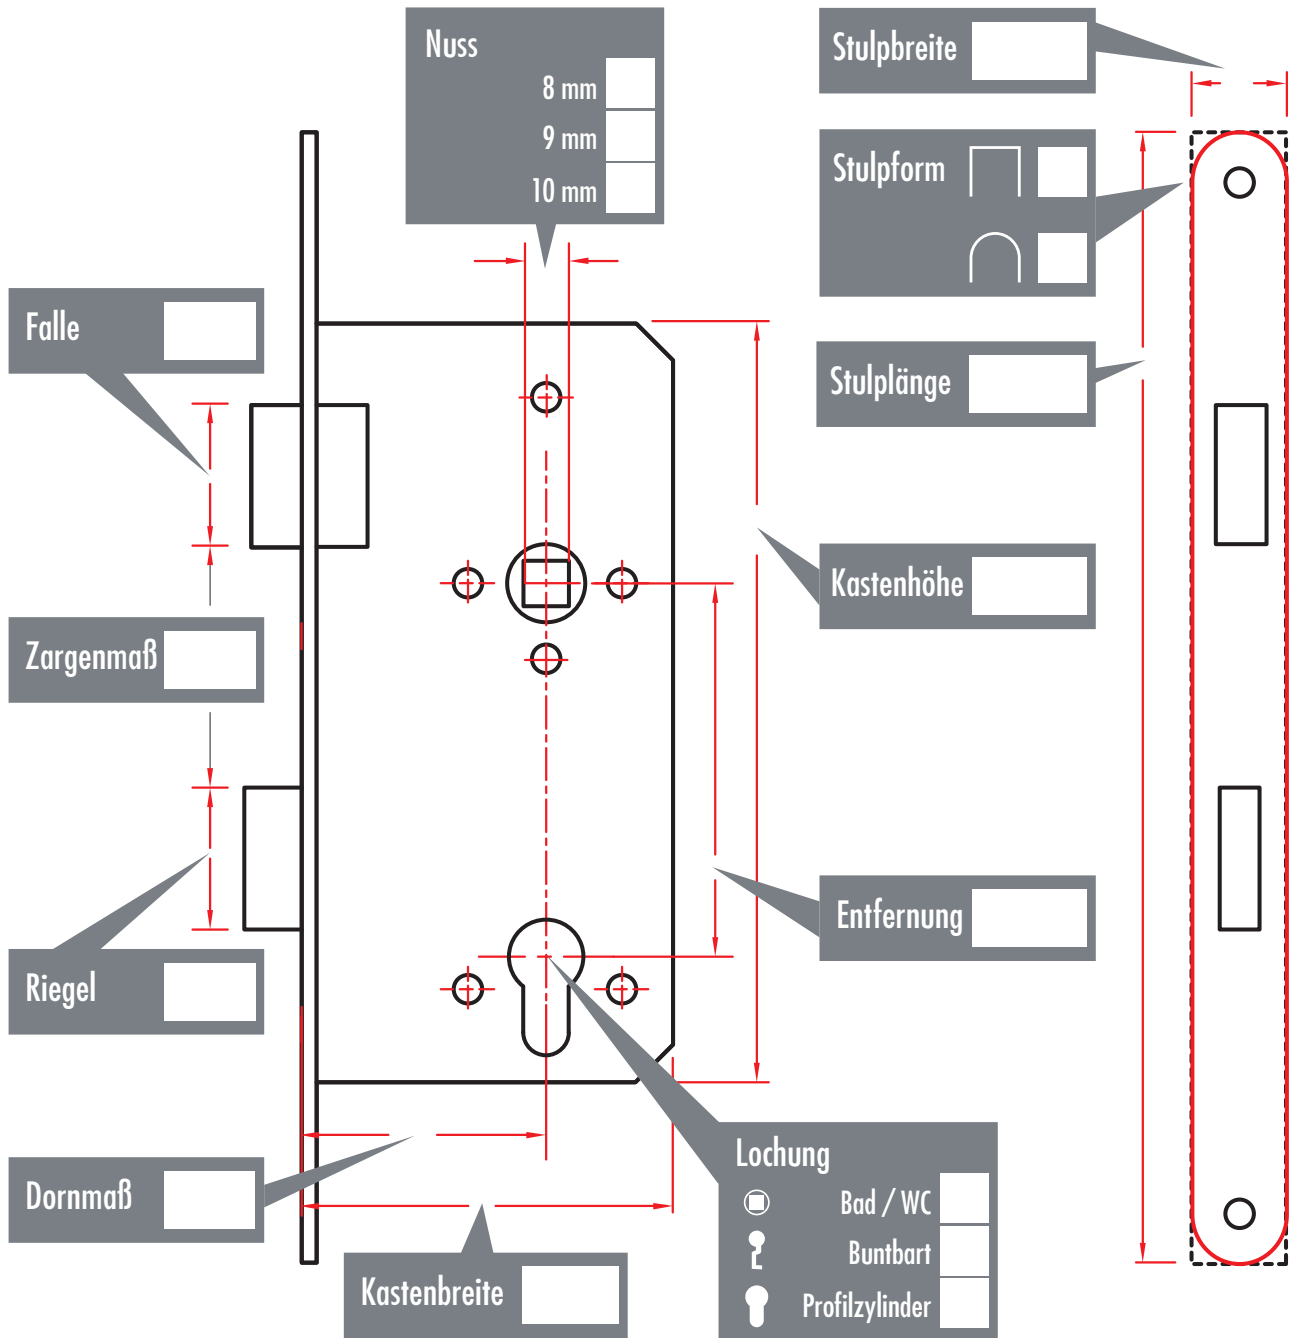 Nuss
8 mm
9 mm
10 mm
Stulpbreite
Stulpform
Falle
Stulplänge
Kastenhöhe
Zargenmaß
Entfernung
Riegel
Dornmaß
Lochung
Bad / WC
Buntbart
Profilzylinder
Kastenbreite